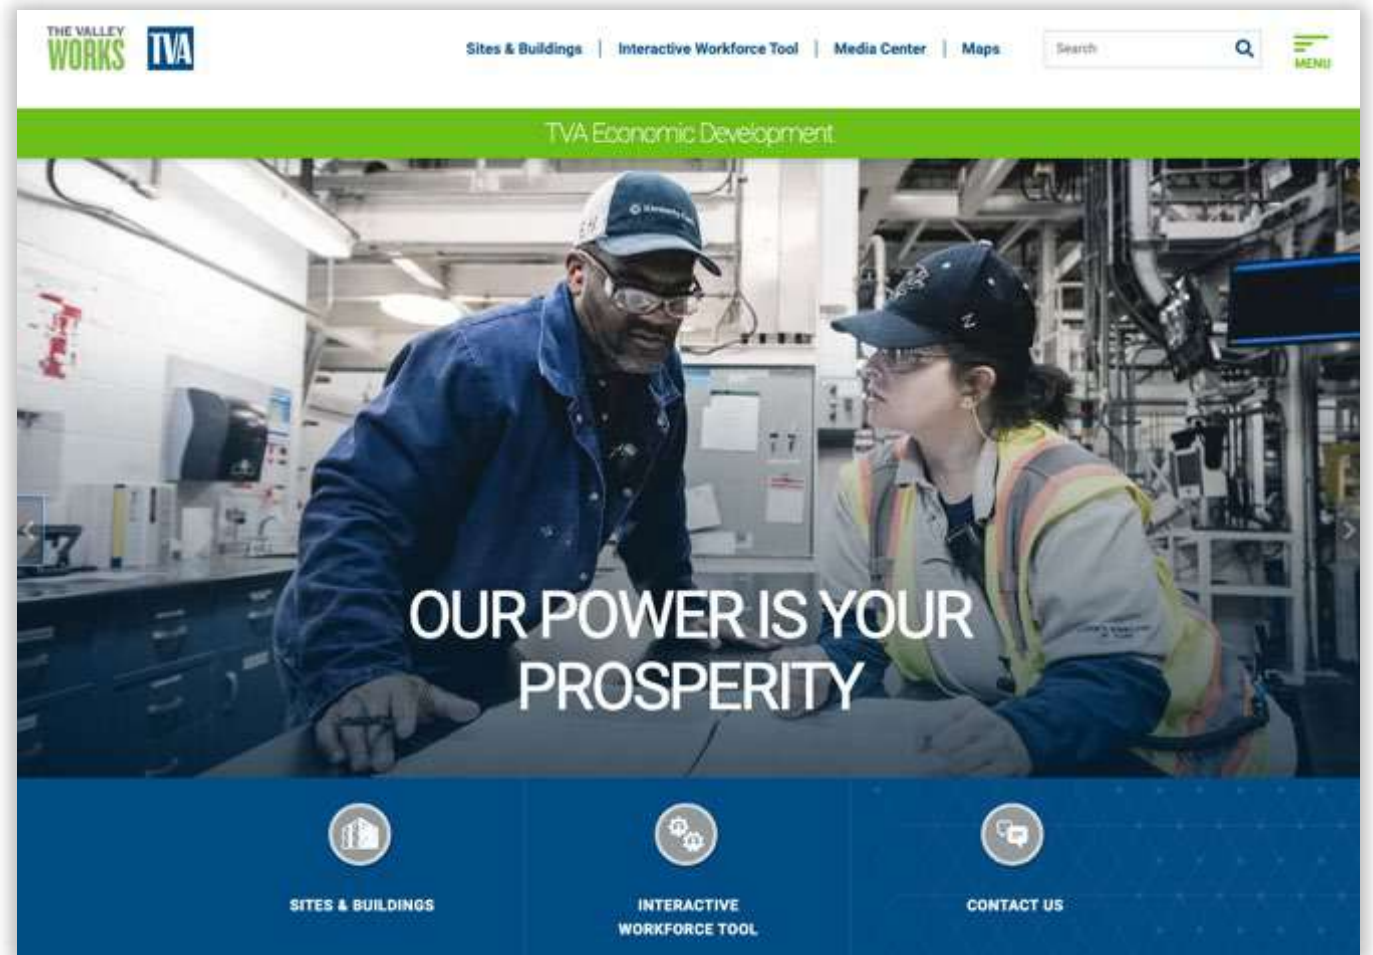 THE VALLEY
WORKS
TVA
Sites & Buildings | Interactive Workforce Tool | Media Center | Maps
Search
MENU
TVA Economic Development
Z
OUR POWER IS YOUR
PROSPERITY
SITES & BUILDINGS
INTERACTIVE
WORKFORCE TOOL
CONTACT US